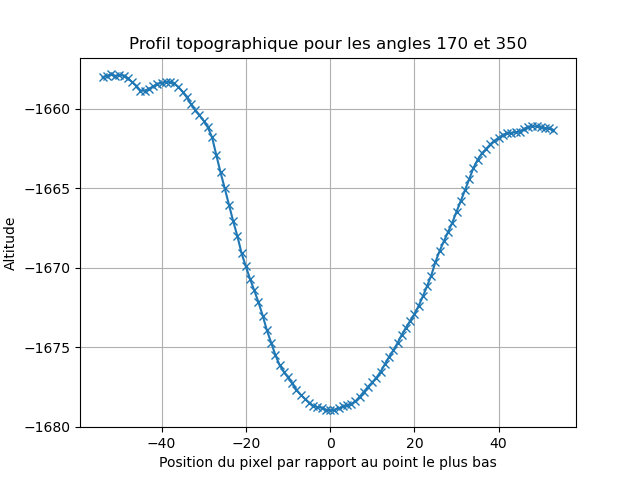 Profil topographique pour les angles 170 et 350
−1660
−1665
−1670
−1675
−1680
Altitude
−40 −20 0 20 40
Position du pixel par rapport au point le plus bas